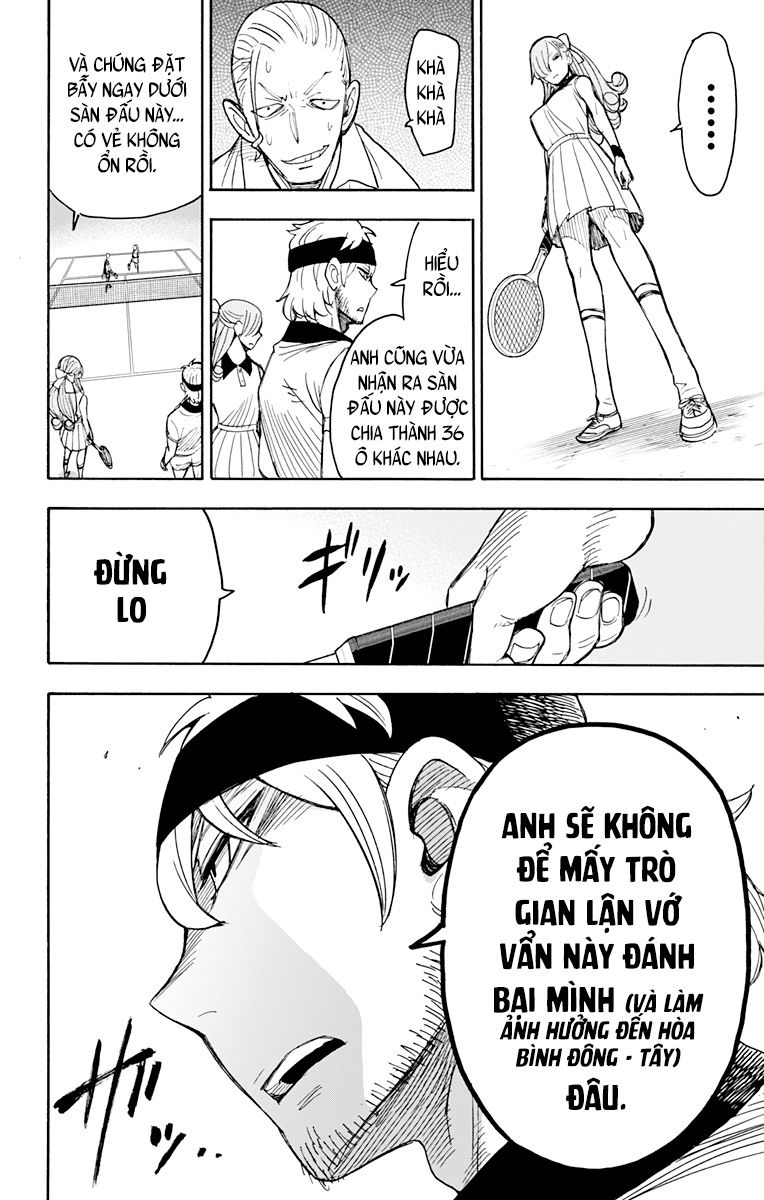 .....
KHÀ
KHÀ
KHÀ
HIỂU
RỒI...
ANH CŨNG VỪA
NHẬN RA SÀN
ĐẤU NÀY ĐƯỢC
CHIA THÀNH 36
Ô KHÁC NHAU.
VÀ CHÚNG ĐẶT
BẪY NGAY DƯỚI
SÀN ĐẤU NÀY...
CÓ VẺ KHÔNG
ỔN RỒI.
ギリッ
ĐỪNG
LO
ANH SẼ KHÔNG
ĐỂ MẤY TRÒ
GIAN LẬN VỚ
VẨN NÀY ĐÁNH
BẠI MÌNH (VÀ LÀM
ẢNH HƯỞNG ĐẾN HÒA
BÌNH ĐÔNG - TÂY)
ĐÂU.
ザッ..